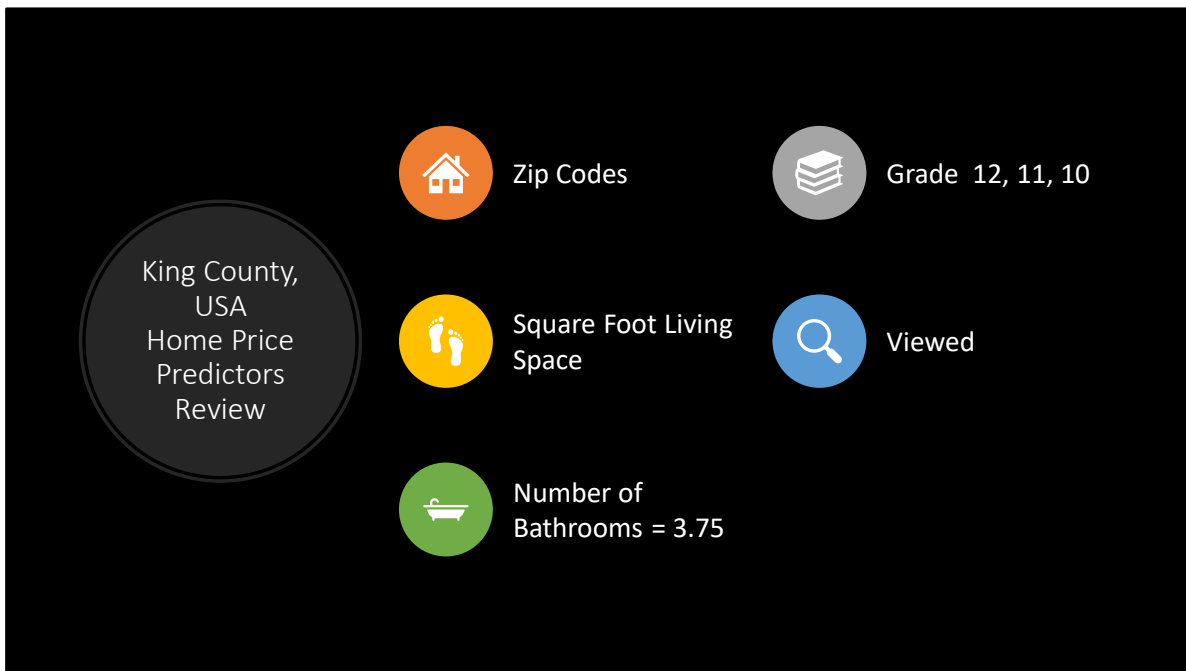 King County,
USA
Home Price
Predictors
Review
Zip Codes
Grade  12, 11, 10
Square Foot Living
Space
Viewed
Number of
Bathrooms = 3.75